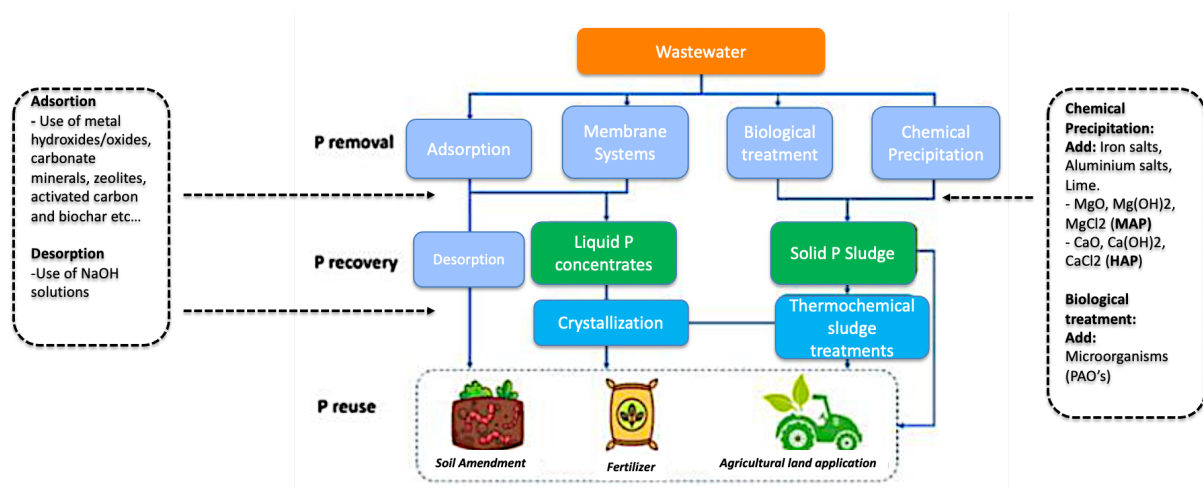 Wastewater
Adsortion
- Use of metal
hydroxides/oxides,
carbonate
minerals, zeolites,
activated carbon
and biochar etc...
Desorption
-Use of NaOH
solutions
P removal
Adsorption
Membrane
Systems
Biological
treatment
Chemical
Precipitation
P recovery
Desorption
Liquid P
concentrates
Solid P Sludge
Crystallization
Thermochemical
sludge
treatments
P reuse
Soil Amendment
Fertilizer
Agricultural land application
Chemical
Precipitation:
Add: Iron salts,
Aluminium salts,
Lime.
- MgO, Mg(OH)2,
MgCl2 (MAP)
- CaO, Ca(OH)2,
CaCl2 (HAP)
Biological
treatment:
Add:
Microorganisms
(PAO's)